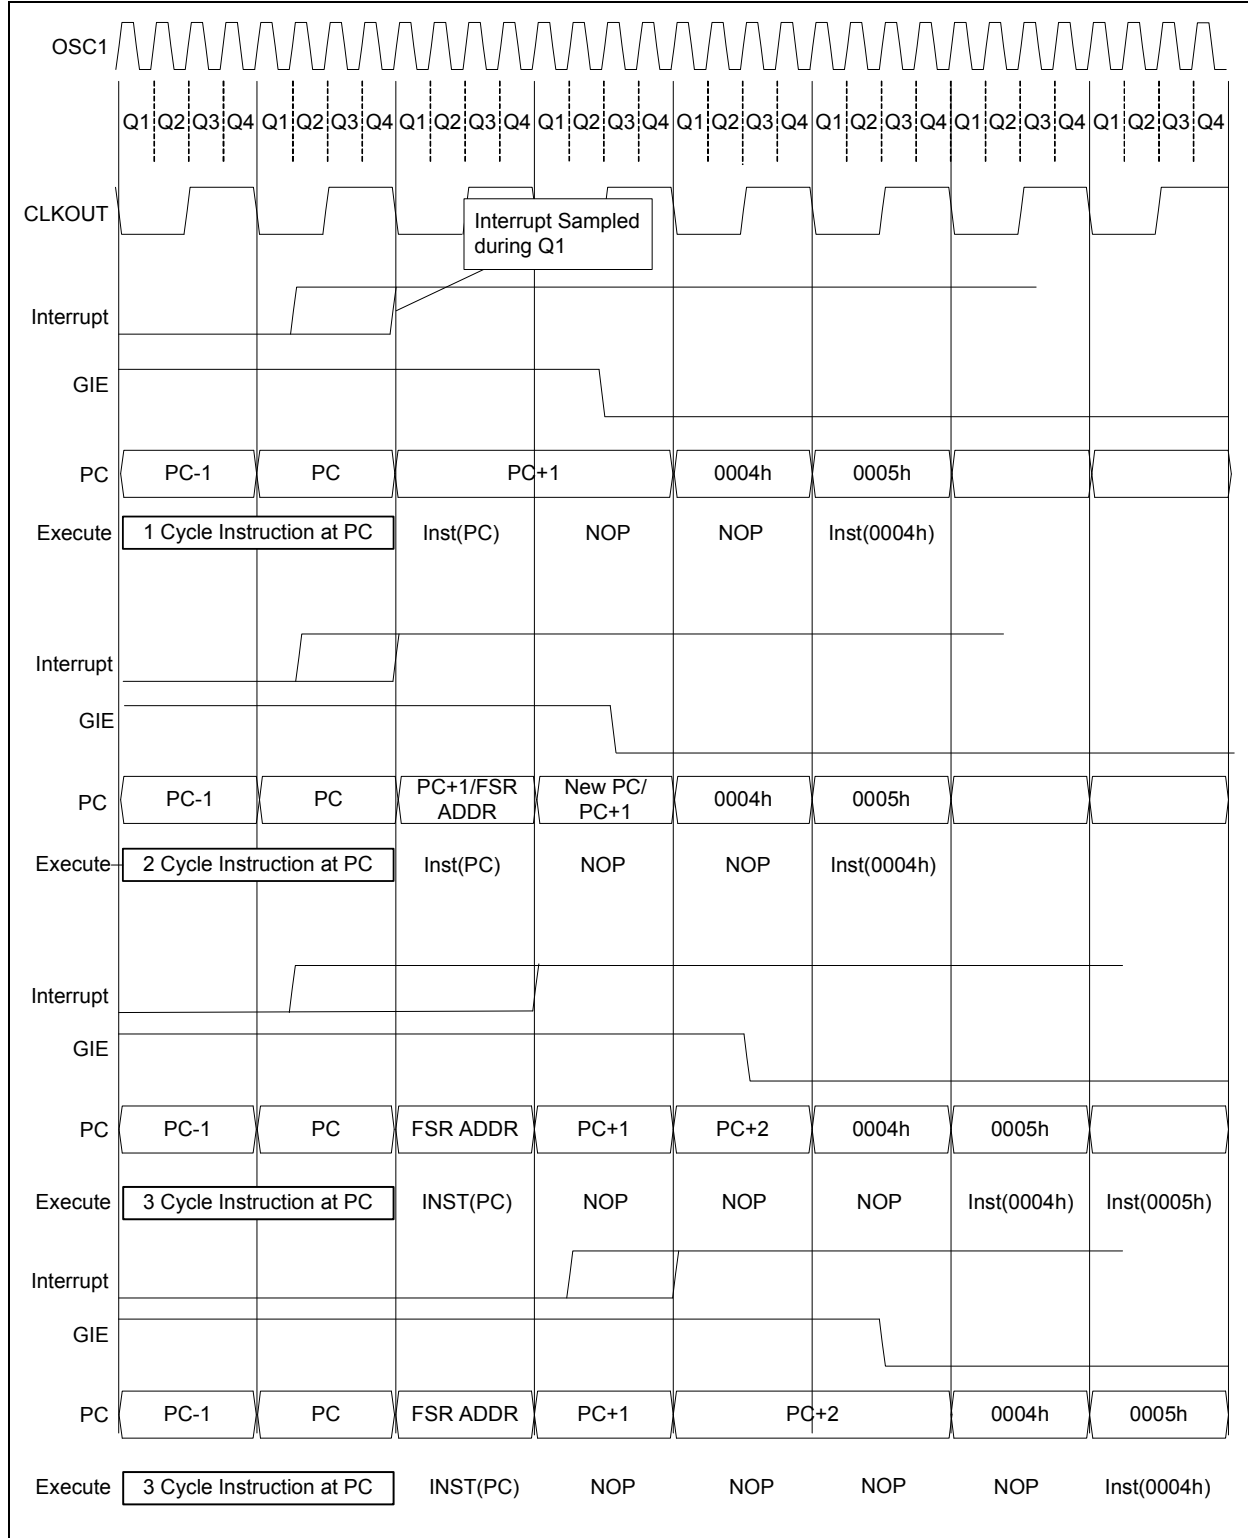 OSC1
Q1 Q2 Q3 Q4 Q1 Q2 Q3 Q4 Q1 Q2 Q3 Q4 Q1 Q2 Q3 Q4 Q1 Q2 Q3 Q4 Q1 Q2 Q3 Q4 Q1 Q2 Q3 Q4 Q1 Q2 Q3 Q4
CLKOUT
Interrupt Sampled
during Q1
Interrupt
GIE
PC PC-1 PC PC+1 0004h 0005h
Execute 1 Cycle Instruction at PC Inst(PC) NOP NOP Inst(0004h)
Interrupt
GIE
PC PC-1 PC PC+1/FSR ADDR New PC/ PC+1 0004h 0005h
Execute 2 Cycle Instruction at PC Inst(PC) NOP NOP Inst(0004h)
Interrupt
GIE
PC PC-1 PC FSR ADDR PC+1 PC+2 0004h 0005h
Execute 3 Cycle Instruction at PC INST(PC) NOP NOP NOP Inst(0004h) Inst(0005h)
Interrupt
GIE
PC PC-1 PC FSR ADDR PC+1 PC+2 0004h 0005h
Execute 3 Cycle Instruction at PC INST(PC) NOP NOP NOP NOP Inst(0004h)